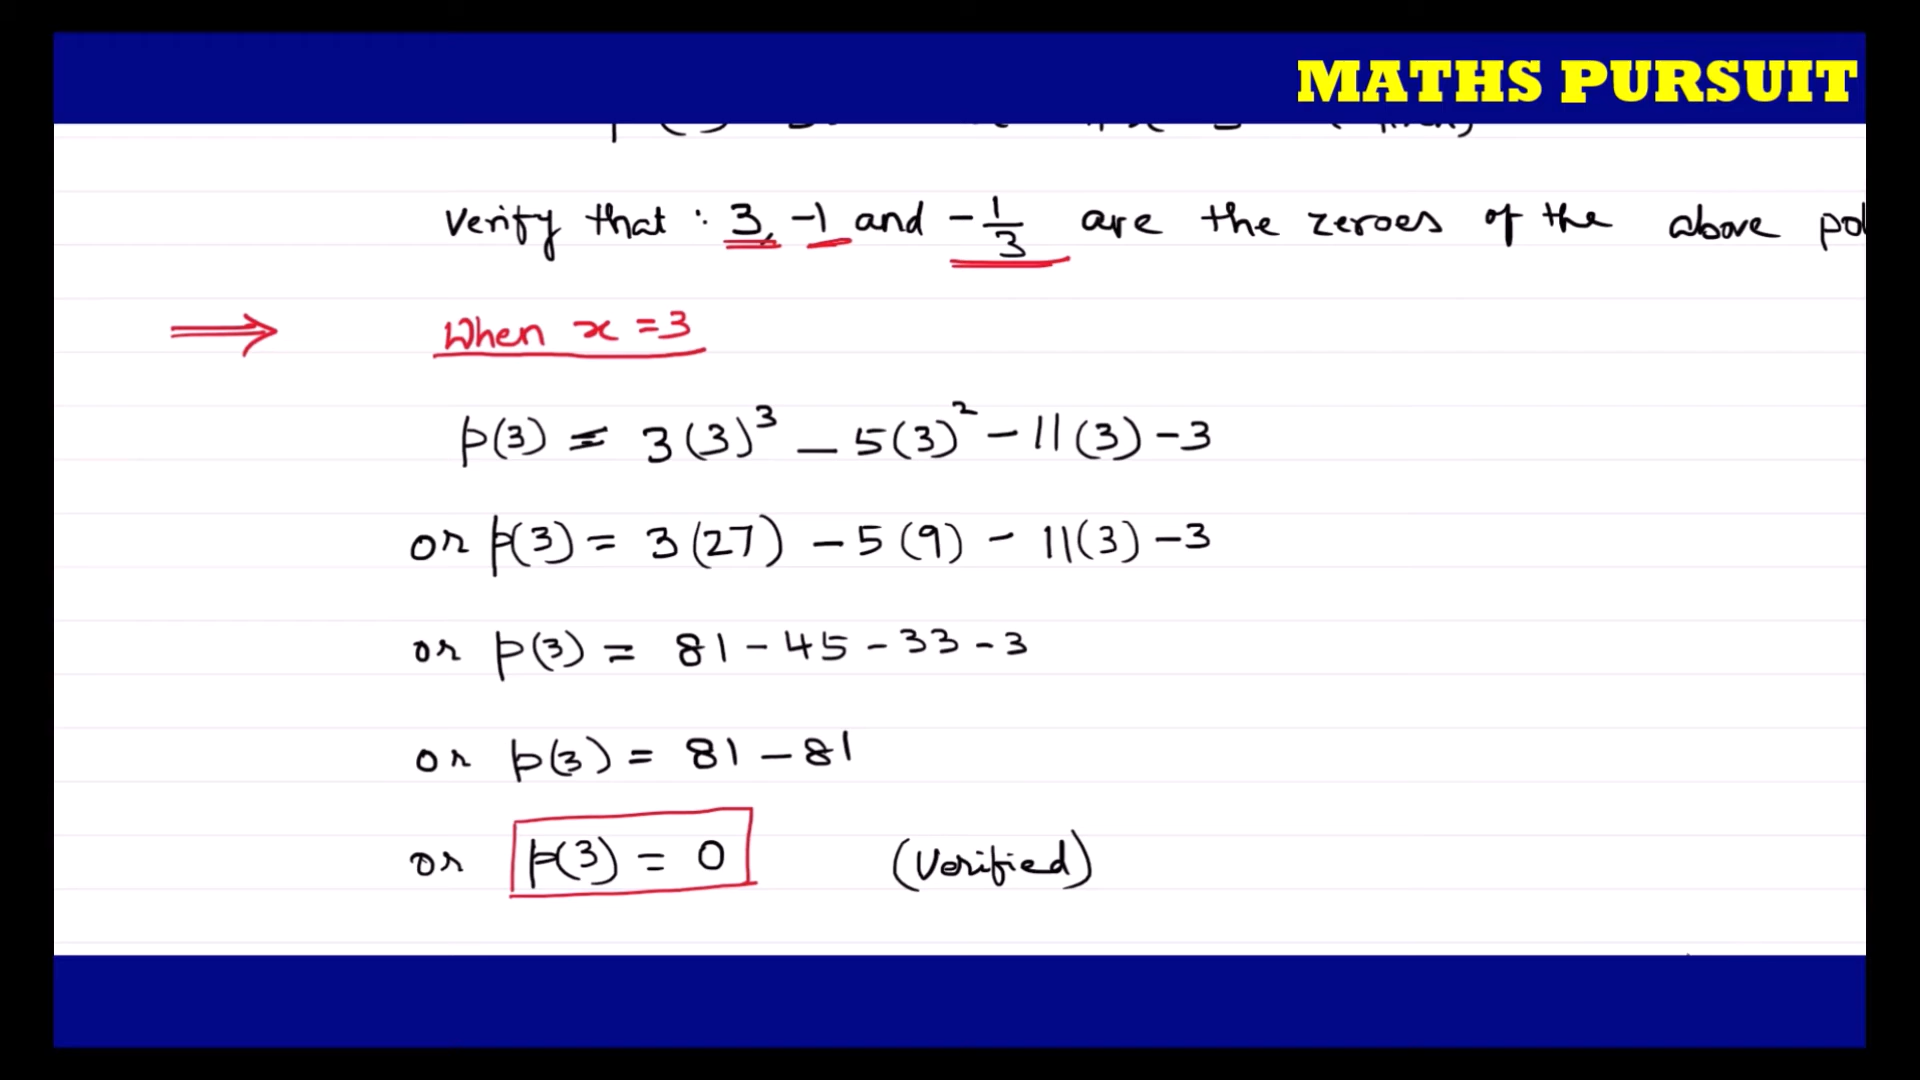 MATHS PURSUIT
Verify that : 3, -1 and -1/3 are the zeroes of the above
⟹ When x = 3
p(3) = 3(3)³ - 5(3)² - 11(3) - 3
or p(3) = 3(27) - 5(9) - 11(3) - 3
or p(3) = 81 - 45 - 33 - 3
or p(3) = 81 - 81
or p(3) = 0 (Verified)